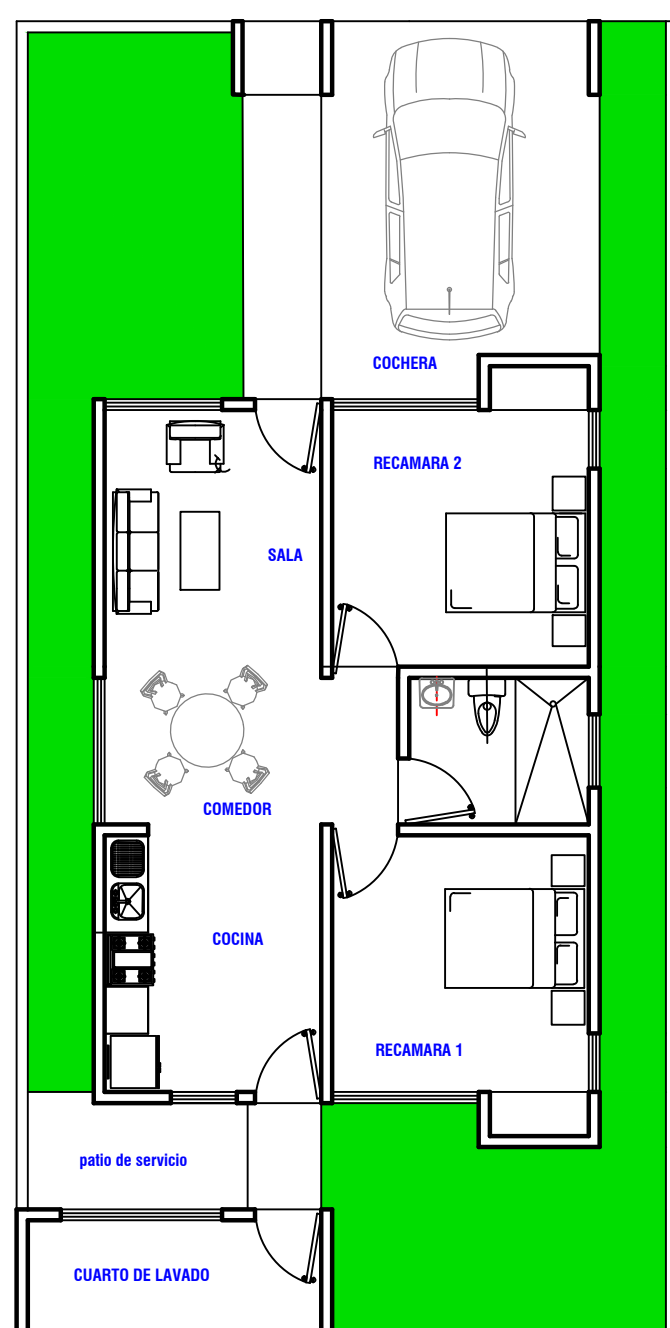 COCHERA
RECAMARA 2
SALA
COMEDOR
COCINA
RECAMARA 1
patio de servicio
CUARTO DE LAVADO